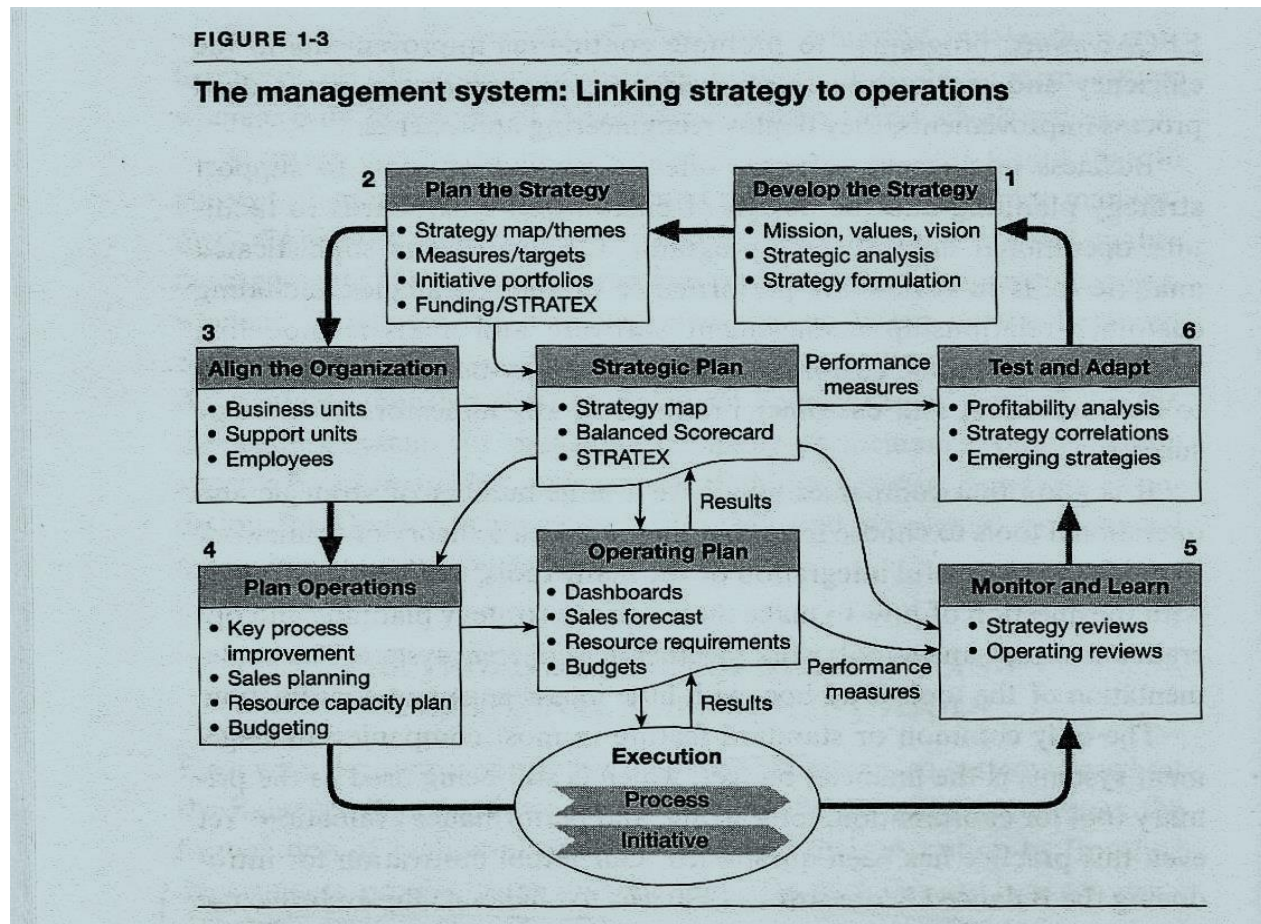 FIGURE 1-3
The management system: Linking strategy to operations
2
Plan the Strategy
• Strategy map/themes
• Measures/targets
• Initiative portfolios
• Funding/STRATEX
1
Develop the Strategy
• Mission, values, vision
• Strategic analysis
• Strategy formulation
3
Align the Organization
• Business units
• Support units
• Employees
Strategic Plan
• Strategy map
• Balanced Scorecard
• STRATEX
Performance
measures
6
Test and Adapt
• Profitability analysis
• Strategy correlations
• Emerging strategies
Results
4
Plan Operations
• Key process
improvement
• Sales planning
• Resource capacity plan
• Budgeting
Operating Plan
• Dashboards
• Sales forecast
• Resource requirements
• Budgets
Performance
measures
5
Monitor and Learn
• Strategy reviews
• Operating reviews
Results
Execution
Process
Initiative